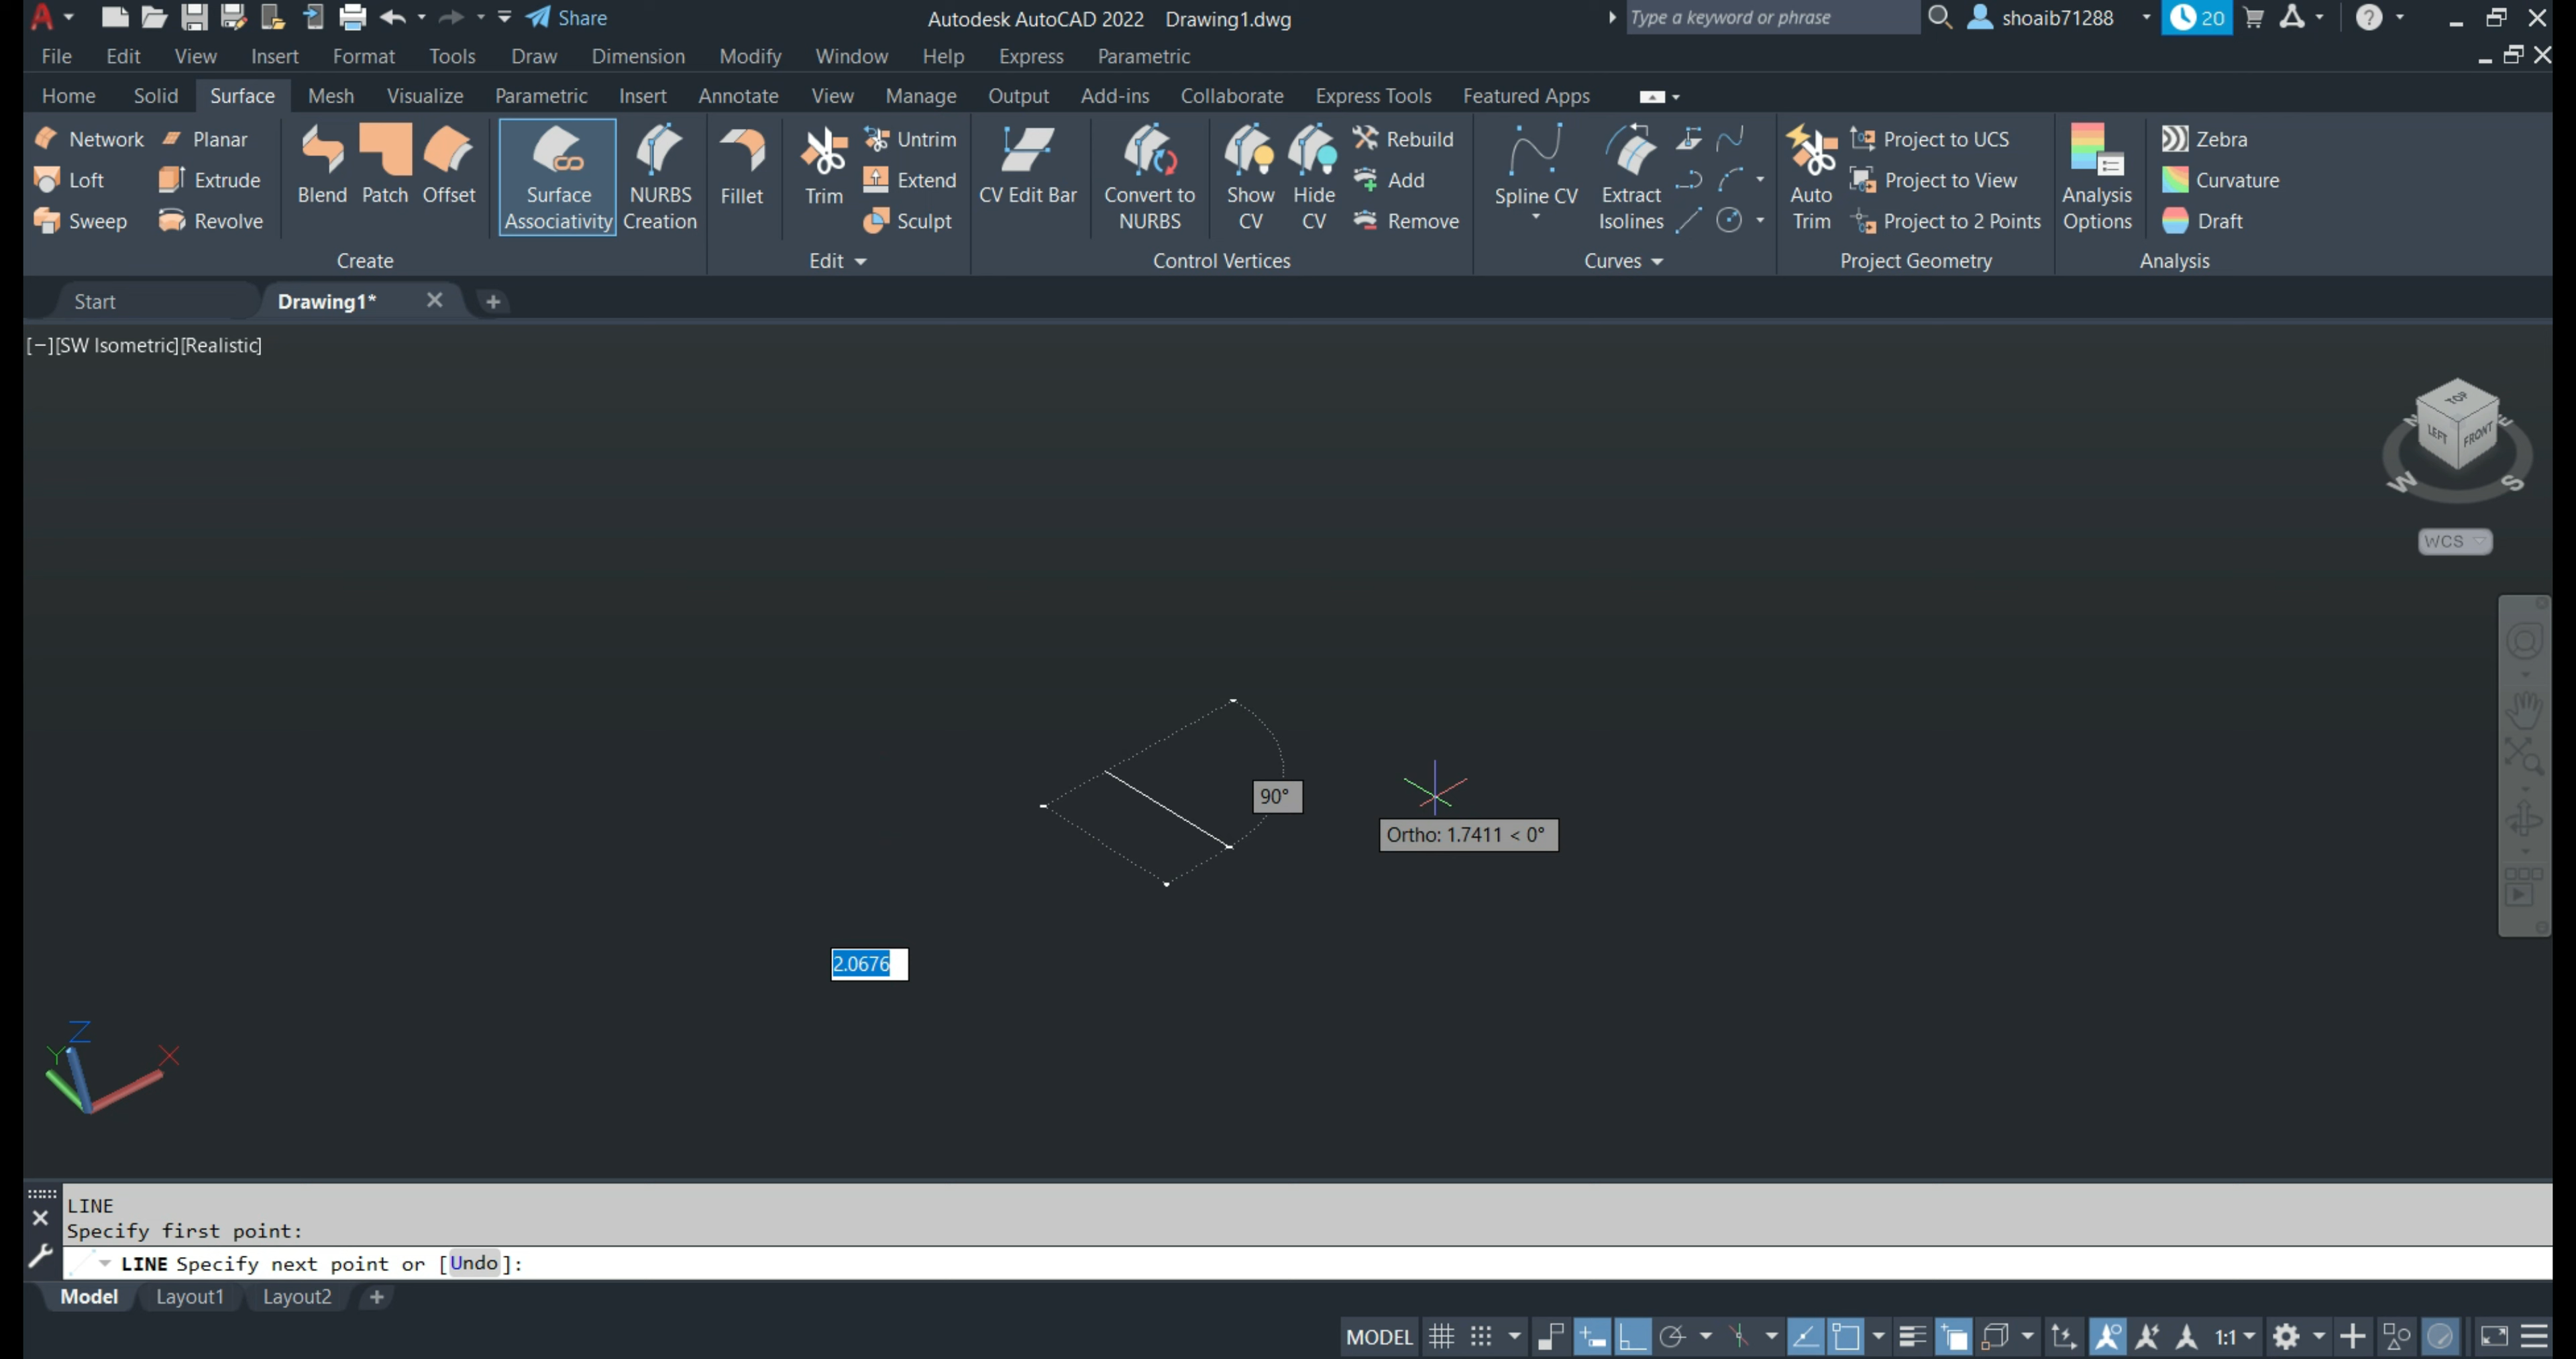 Share
Autodesk AutoCAD 2022 Drawing1.dwg
Type a keyword or phrase
shoaib71288
20
File Edit View Insert Format Tools Draw Dimension Modify Window Help Express Parametric
Home Solid Surface Mesh Visualize Parametric Insert Annotate View Manage Output Add-ins Collaborate Express Tools Featured Apps
Network Planar
Loft Extrude
Sweep Revolve
Blend Patch Offset
Surface Associativity
NURBS Creation
Create
Fillet
Trim
Untrim
Extend
Sculpt
Edit
CV Edit Bar
Convert to NURBS
Show CV
Hide CV
Rebuild
Add
Remove
Control Vertices
Spline CV
Extract Isolines
Curves
Auto Trim
Project to UCS
Project to View
Project to 2 Points
Project Geometry
Analysis Options
Zebra
Curvature
Draft
Analysis
Start
Drawing1*
[−][SW Isometric][Realistic]
TOP
LEFT FRONT
W S
WCS
90°
Ortho: 1.7411 < 0°
2.0676
Z
Y X
LINE
Specify first point:
LINE Specify next point or [Undo]:
Model Layout1 Layout2
MODEL
1:1